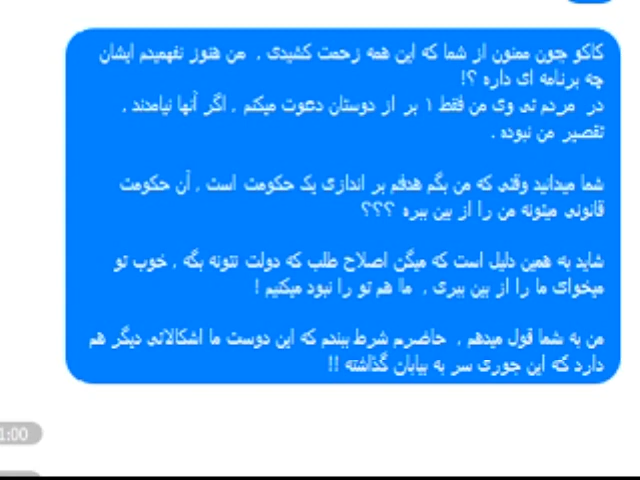 کاکو جون ممنون از شما که این همه زحمت کشیدی . من هنوز نفهمیدم ایشان
چه برنامه ای داره ؟!
در مردم تی وی من فقط ۱ بر از دوستان دعوت میکنم . اگر آنها نیامدند .
تقصیر من نبوده .
شما میدانید وقتی که من بگم هدفم بر اندازی یک حکومت است . آن حکومت
قانونی میتونه من را از بین ببره ؟؟؟
شاید به همین دلیل است که میگن اصلاح طلب که دولت نتونه بگه . خوب تو
میخوای ما را از بین ببری . ما هم تو را نبود میکنیم !
من به شما قول میدهم . حاضرم شرط ببندم که این دوست ما اشکالاتی دیگر هم
دارد که این جوری سر به بیابان گذاشته !!
1:00